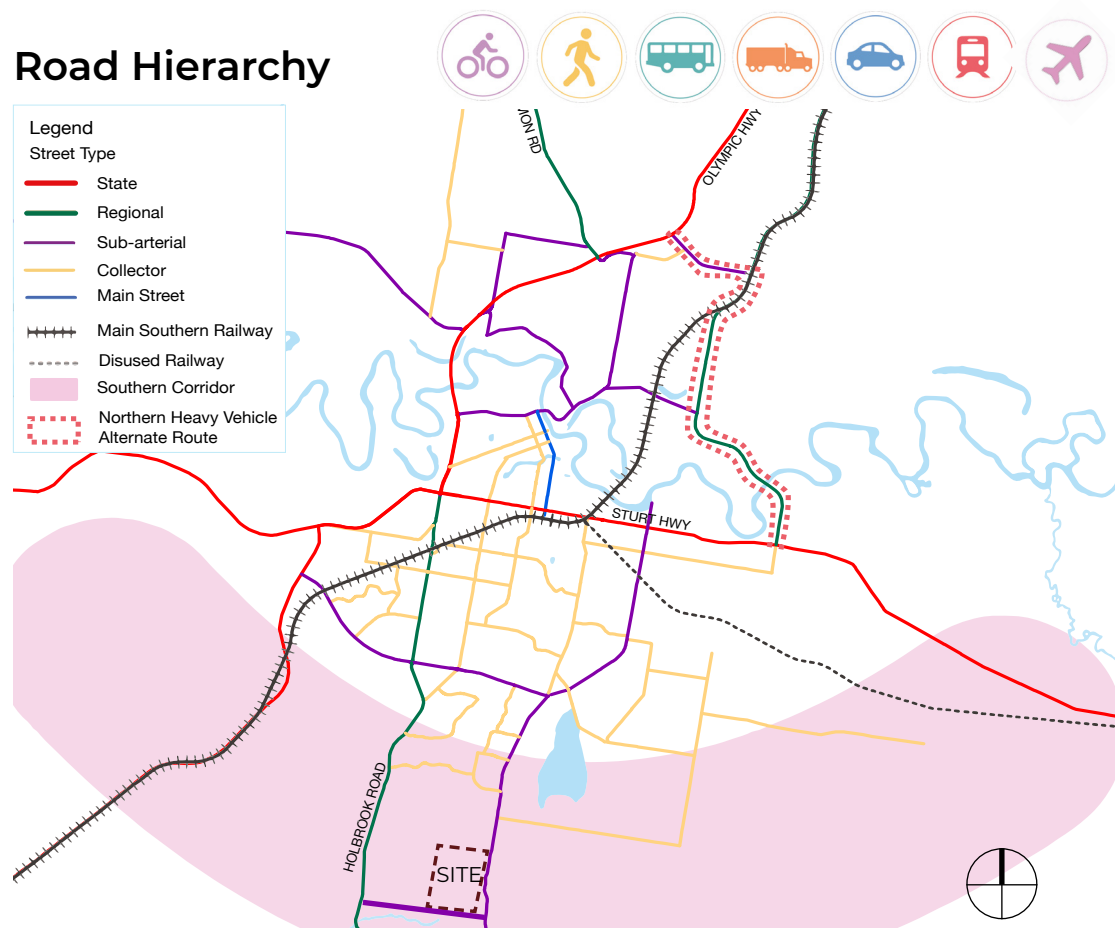 Road Hierarchy
Legend
Street Type
State
Regional
Sub-arterial
Collector
Main Street
Main Southern Railway
Disused Railway
Southern Corridor
Northern Heavy Vehicle
Alternate Route
RD
OLYMPIC HWY
STURT HWY
HOLBROOK ROAD
SITE